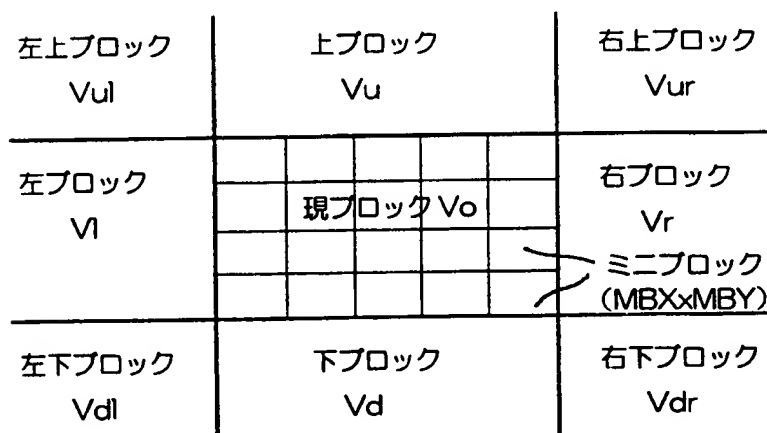 左上ブロック
Vul
上ブロック
Vu
右上ブロック
Vur
左ブロック
Vl
現ブロックVo
右ブロック
Vr
ミニブロック
(MBXxMBY)
左下ブロック
Vdl
下ブロック
Vd
右下ブロック
Vdr